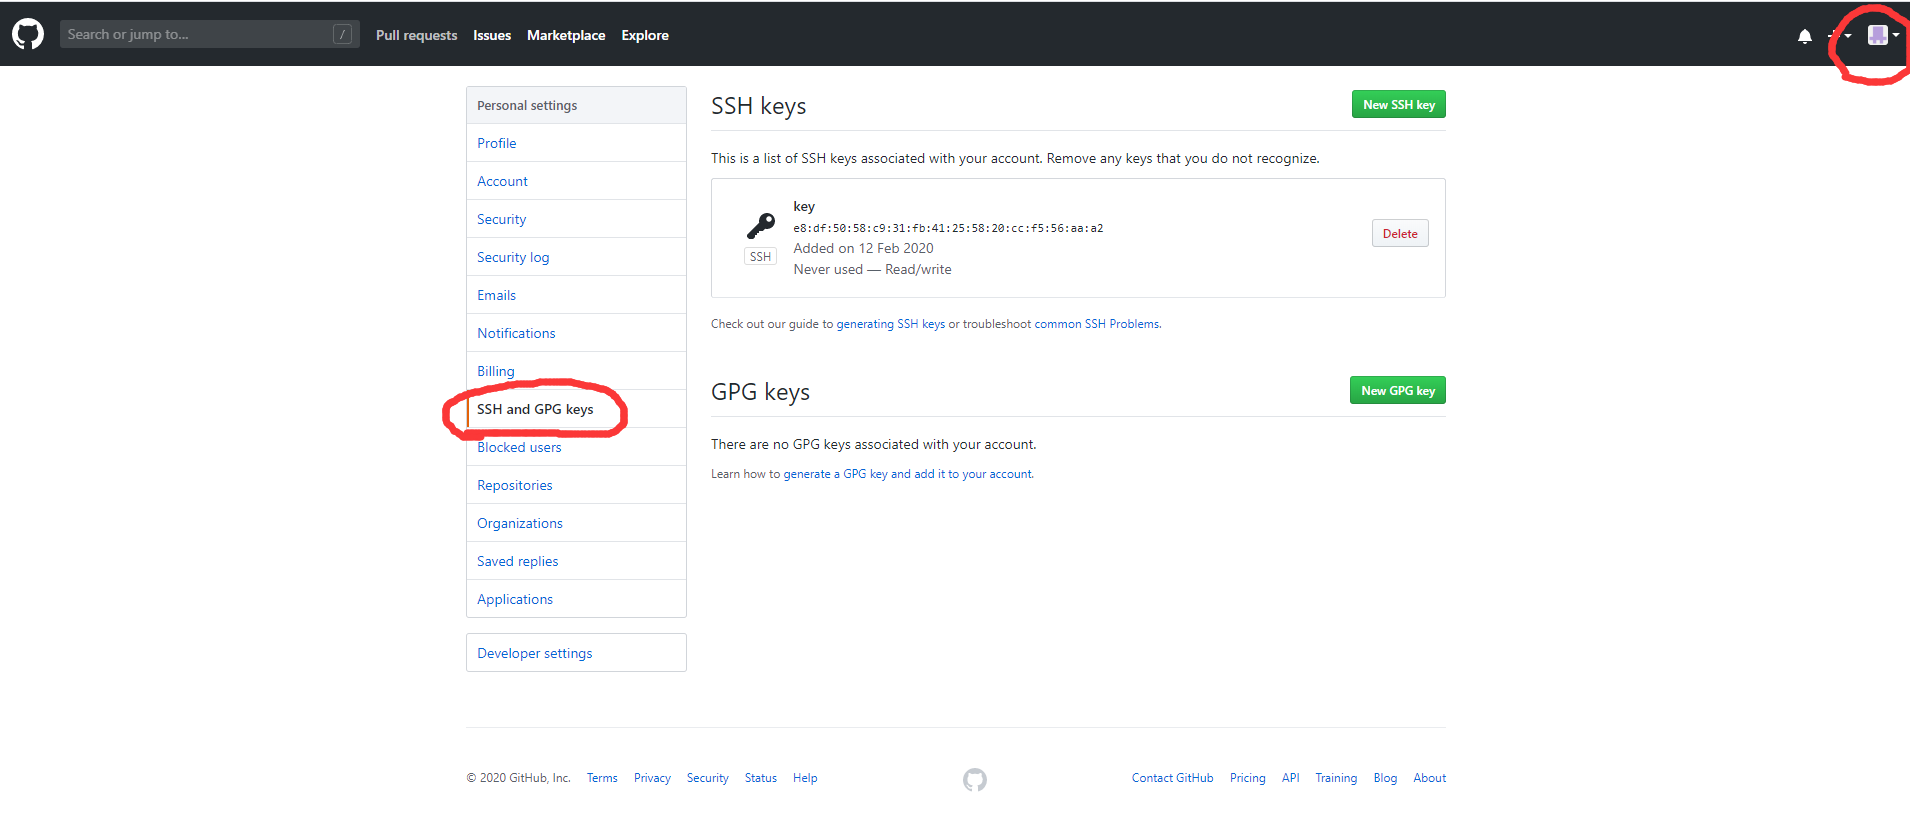 Search or jump to... /
Pull requests Issues Marketplace Explore
Personal settings
Profile
Account
Security
Security log
Emails
Notifications
Billing
SSH and GPG keys
Blocked users
Repositories
Organizations
Saved replies
Applications
Developer settings
SSH keys
New SSH key
This is a list of SSH keys associated with your account. Remove any keys that you do not recognize.
key
e8:df:50:58:c9:31:fb:41:25:58:20:cc:f5:56:aa:a2
Added on 12 Feb 2020
Never used — Read/write
SSH
Delete
Check out our guide to generating SSH keys or troubleshoot common SSH Problems.
GPG keys
New GPG key
There are no GPG keys associated with your account.
Learn how to generate a GPG key and add it to your account.
© 2020 GitHub, Inc. Terms Privacy Security Status Help
Contact GitHub Pricing API Training Blog About